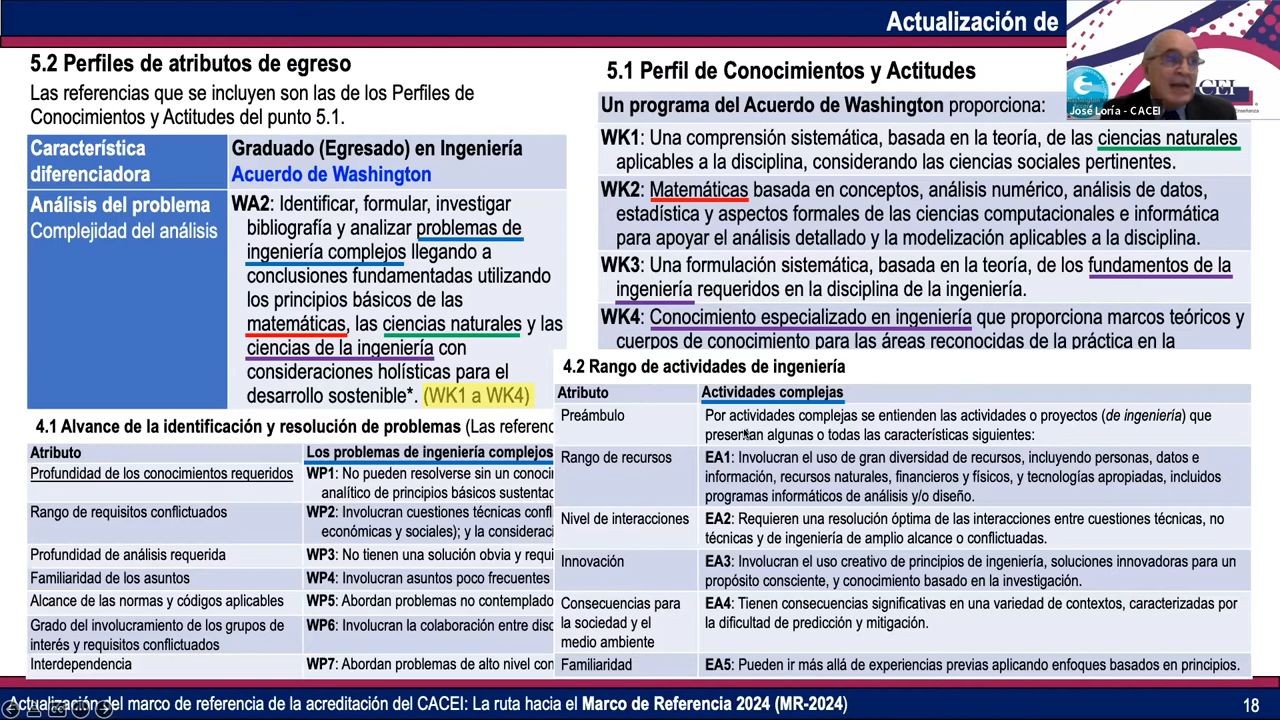 Actualización de
5.2 Perfiles de atributos de egreso
Las referencias que se incluyen son las de los Perfiles de
Conocimientos y Actitudes del punto 5.1.
Característica
diferenciadora
Graduado (Egresado) en Ingeniería
Acuerdo de Washington
Análisis del problema
Complejidad del análisis
WA2: Identificar, formular, investigar
bibliografía y analizar problemas de
ingeniería complejos llegando a
conclusiones fundamentadas utilizando
los principios básicos de las
matemáticas, las ciencias naturales y las
ciencias de la ingeniería con
consideraciones holísticas para el
desarrollo sostenible*. (WK1 a WK4)
5.1 Perfil de Conocimientos y Actitudes
Un programa del Acuerdo de Washington proporciona:
WK1: Una comprensión sistemática, basada en la teoría, de las ciencias naturales
aplicables a la disciplina, considerando las ciencias sociales pertinentes.
WK2: Matemáticas basada en conceptos, análisis numérico, análisis de datos,
estadística y aspectos formales de las ciencias computacionales e informática
para apoyar el análisis detallado y la modelización aplicables a la disciplina.
WK3: Una formulación sistemática, basada en la teoría, de los fundamentos de la
ingeniería requeridos en la disciplina de la ingeniería.
WK4: Conocimiento especializado en ingeniería que proporciona marcos teóricos y
cuerpos de conocimiento para las áreas reconocidas de la práctica en la
José Loría - CACEI
4.1 Alcance de la identificación y resolución de problemas (Las referenc
Atributo
Los problemas de ingeniería complejos
Profundidad de los conocimientos requeridos
WP1: No pueden resolverse sin un conoci
analítico de principios básicos sustentac
Rango de requisitos conflictuados
WP2: Involucran cuestiones técnicas confl
económicas y sociales); y la consideraci
Profundidad de análisis requerida
WP3: No tienen una solución obvia y requi
Familiaridad de los asuntos
WP4: Involucran asuntos poco frecuentes
Alcance de las normas y códigos aplicables
WP5: Abordan problemas no contemplado
Grado del involucramiento de los grupos de
interés y requisitos conflictuados
WP6: Involucran la colaboración entre disc
Interdependencia
WP7: Abordan problemas de alto nivel con
4.2 Rango de actividades de ingeniería
Atributo
Actividades complejas
Preámbulo
Por actividades complejas se entienden las actividades o proyectos (de ingeniería) que
presentan algunas o todas las características siguientes:
Rango de recursos
EA1: Involucran el uso de gran diversidad de recursos, incluyendo personas, datos e
información, recursos naturales, financieros y físicos, y tecnologías apropiadas, incluidos
programas informáticos de análisis y/o diseño.
Nivel de interacciones
EA2: Requieren una resolución óptima de las interacciones entre cuestiones técnicas, no
técnicas y de ingeniería de amplio alcance o conflictuadas.
Innovación
EA3: Involucran el uso creativo de principios de ingeniería, soluciones innovadoras para un
propósito consciente, y conocimiento basado en la investigación.
Consecuencias para
la sociedad y el
medio ambiente
EA4: Tienen consecuencias significativas en una variedad de contextos, caracterizadas por
la dificultad de predicción y mitigación.
Familiaridad
EA5: Pueden ir más allá de experiencias previas aplicando enfoques basados en principios.
Actualización del marco de referencia de la acreditación del CACEI: La ruta hacia el Marco de Referencia 2024 (MR-2024)
18